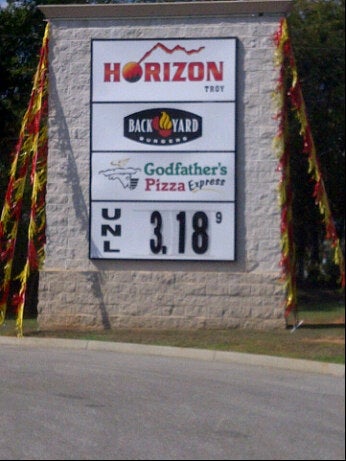 HORIZON
TROY
BACK YARD
BURGERS
Godfather's
Pizza Express
UNL 3.18 9